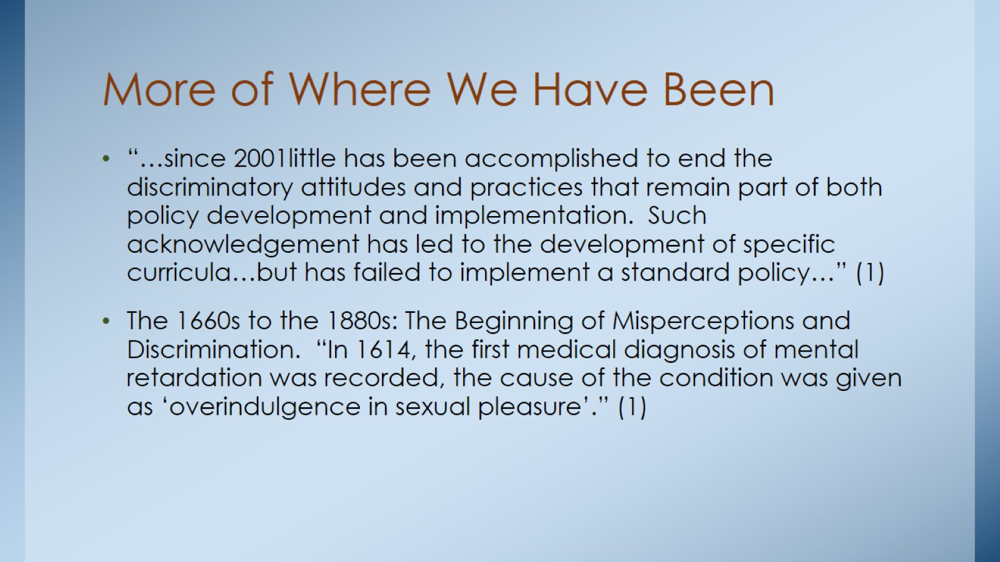 More of Where We Have Been
• “…since 2001little has been accomplished to end the
discriminatory attitudes and practices that remain part of both
policy development and implementation.  Such
acknowledgement has led to the development of specific
curricula…but has failed to implement a standard policy…” (1)
• The 1660s to the 1880s: The Beginning of Misperceptions and
Discrimination.  “In 1614, the first medical diagnosis of mental
retardation was recorded, the cause of the condition was given
as ‘overindulgence in sexual pleasure’.” (1)